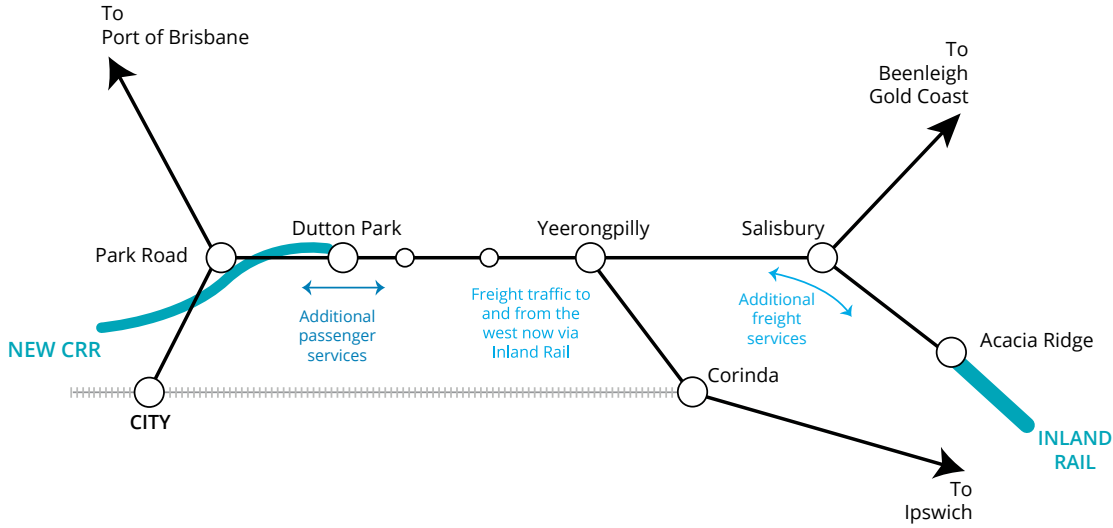 To
Port of Brisbane
To
Beenleigh
Gold Coast
Dutton Park
Yeerongpilly
Salisbury
Park Road
Additional
passenger
services
Freight traffic to
and from the
west now via
Inland Rail
Additional
freight
services
NEW CRR
Acacia Ridge
Corinda
CITY
INLAND
RAIL
To
Ipswich